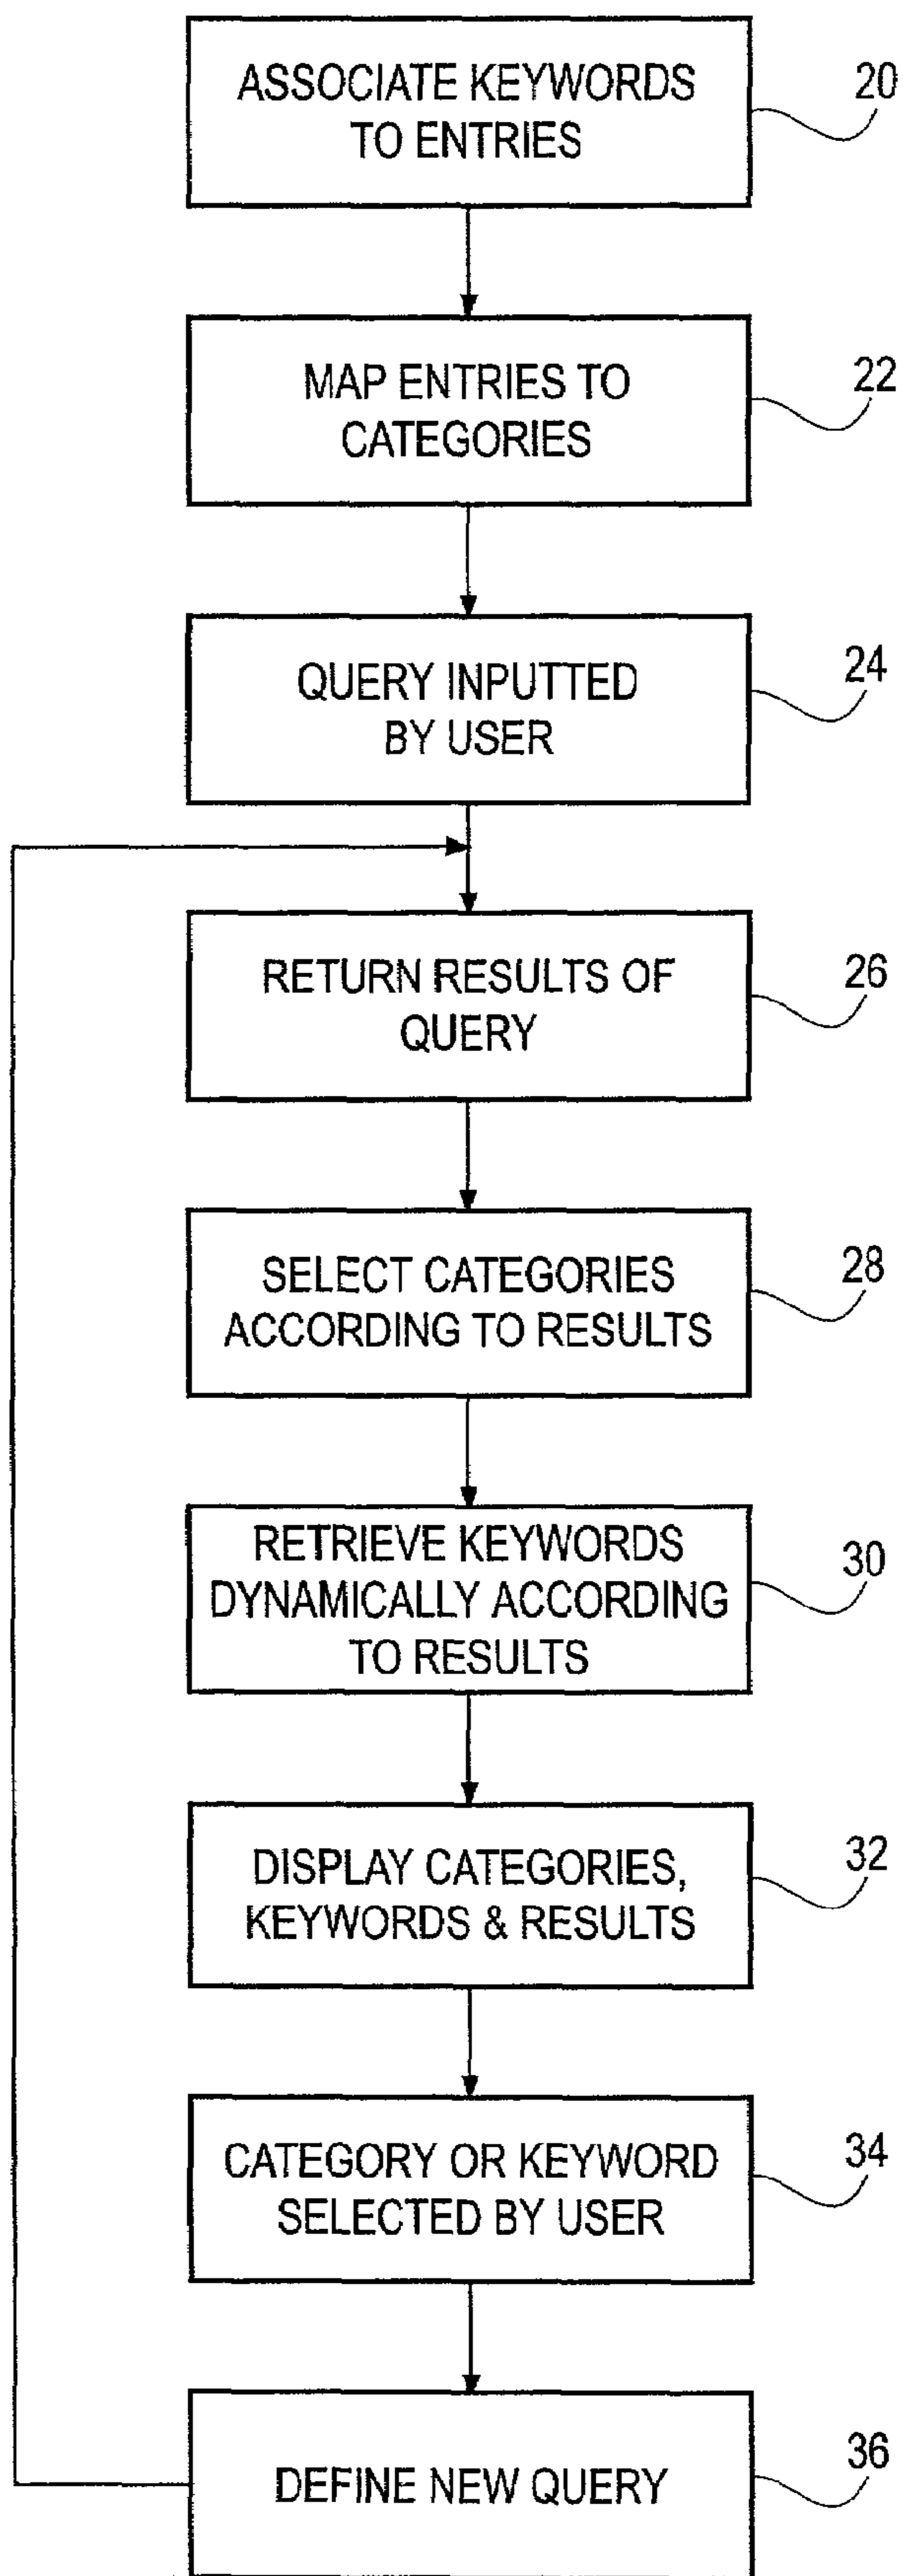 ASSOCIATE KEYWORDS
TO ENTRIES
20
MAP ENTRIES TO
CATEGORIES
22
QUERY INPUTTED
BY USER
24
RETURN RESULTS OF
QUERY
26
SELECT CATEGORIES
ACCORDING TO RESULTS
28
RETRIEVE KEYWORDS
DYNAMICALLY ACCORDING
TO RESULTS
30
DISPLAY CATEGORIES,
KEYWORDS & RESULTS
32
CATEGORY OR KEYWORD
SELECTED BY USER
34
DEFINE NEW QUERY
36